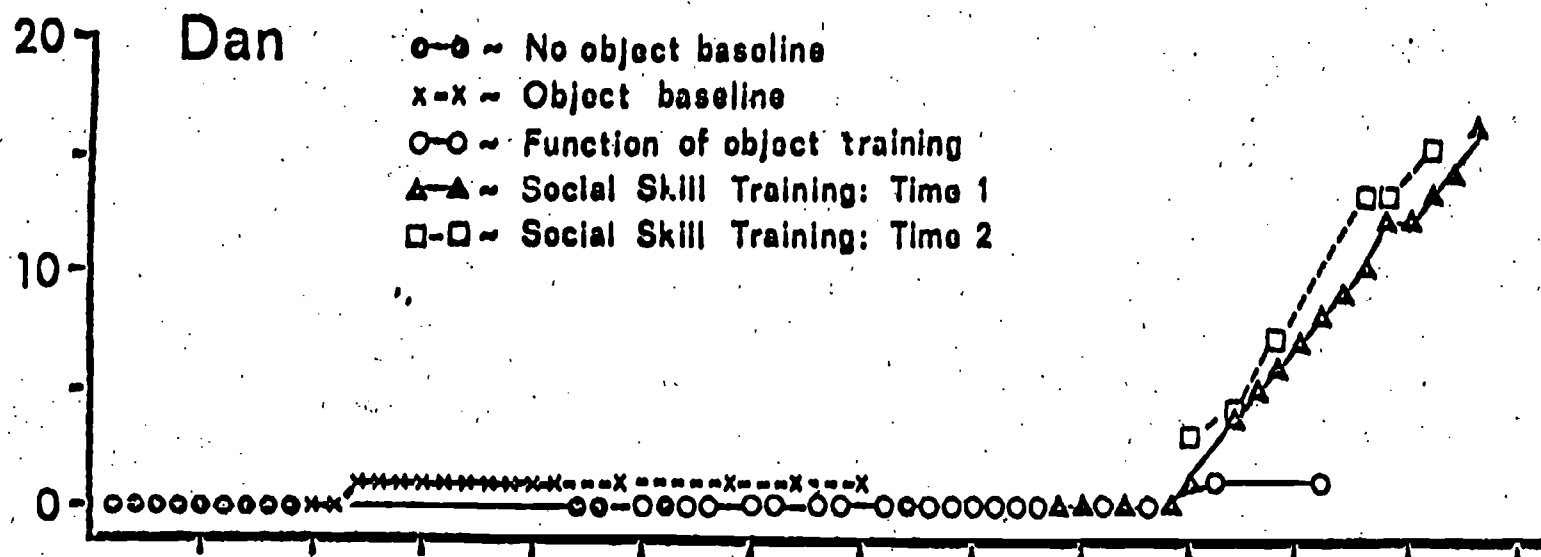 20
Dan
o-o ~ No object baseline
x-x ~ Object baseline
O-O ~ Function of object training
△-▲ ~ Social Skill Training: Time 1
□-□ ~ Social Skill Training: Time 2
10
0